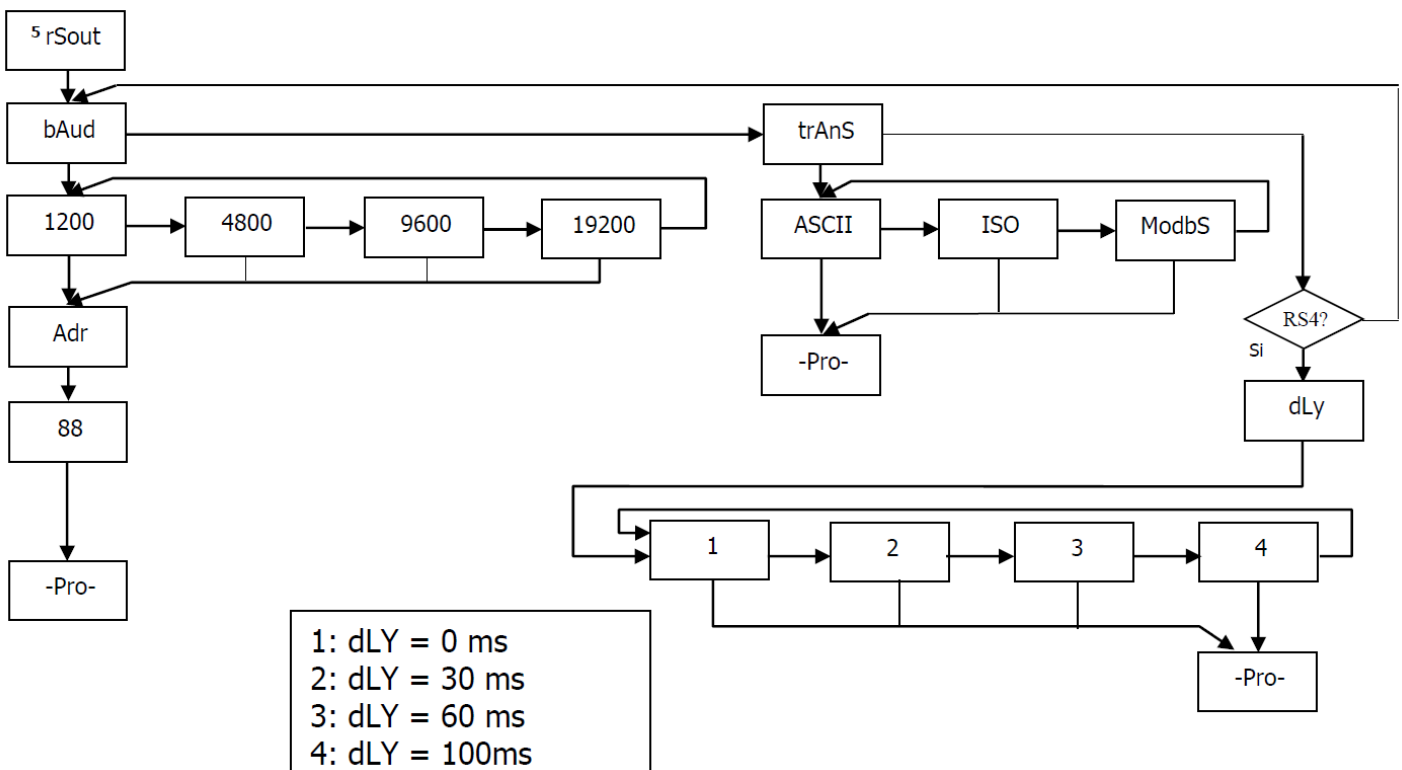 5 rSout
bAud
trAnS
1200
4800
9600
19200
ASCII
ISO
ModbS
Adr
RS4?
Si
-Pro-
dLy
88
1
2
3
4
-Pro-
-Pro-
1: dLY = 0 ms
2: dLY = 30 ms
3: dLY = 60 ms
4: dLY = 100ms